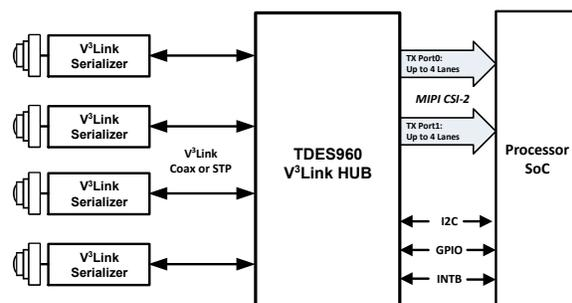 V³Link
Serializer
V³Link
Serializer
V³Link
Serializer
V³Link
Serializer
V³Link
Coax or STP
TDES960
V³Link HUB
TX Port0:
Up to 4 Lanes
MIPI CSI-2
TX Port1:
Up to 4 Lanes
I2C
GPIO
INTB
Processor
SoC